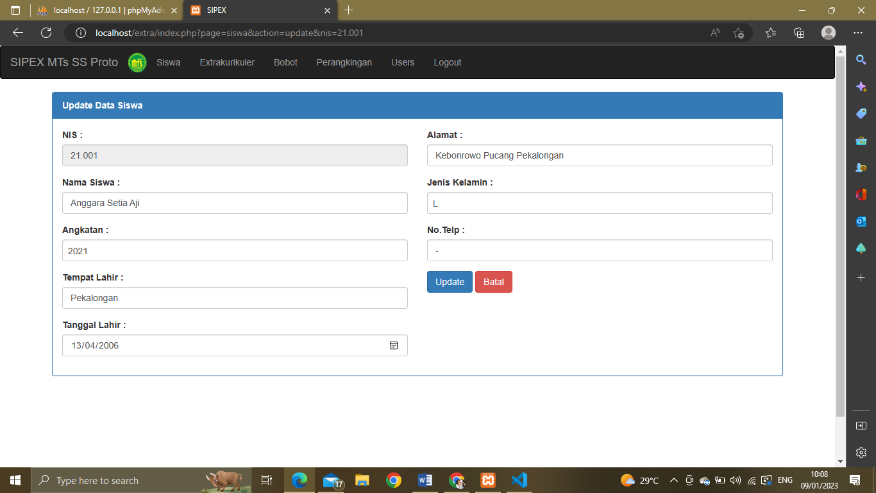 localhost / 127.0.0.1 | phpMyAdm
SIPEX
localhost/extra/index.php?page=siswa&action=update&nis=21.001
SIPEX MTs SS Proto Siswa Extrakurikuler Bobot Perangkingan Users Logout
Update Data Siswa
NIS :
21.001
Nama Siswa :
Anggara Setia Aji
Angkatan :
2021
Tempat Lahir :
Pekalongan
Tanggal Lahir :
13/04/2006
Alamat :
Kebonrowo Pucang Pekalongan
Jenis Kelamin :
L
No.Telp :
-
Update Batal
Type here to search
17
29°C
ENG
10:08
09/01/2023